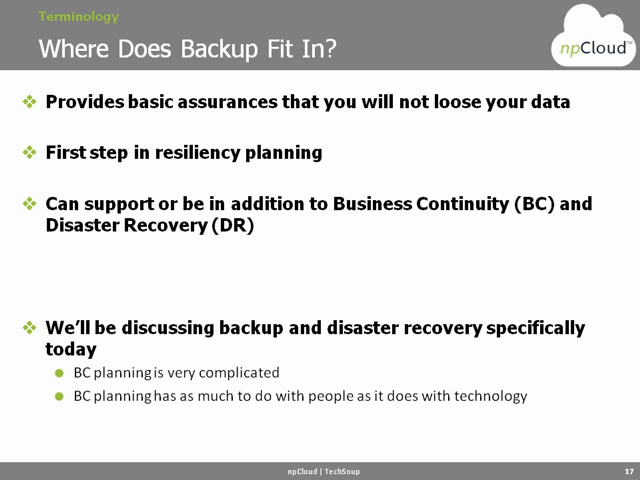 Terminology
Where Does Backup Fit In?
npCloud™
Provides basic assurances that you will not loose your data
First step in resiliency planning
Can support or be in addition to Business Continuity (BC) and
Disaster Recovery (DR)
We'll be discussing backup and disaster recovery specifically
today
BC planning is very complicated
BC planning has as much to do with people as it does with technology
npCloud | TechSoup
17